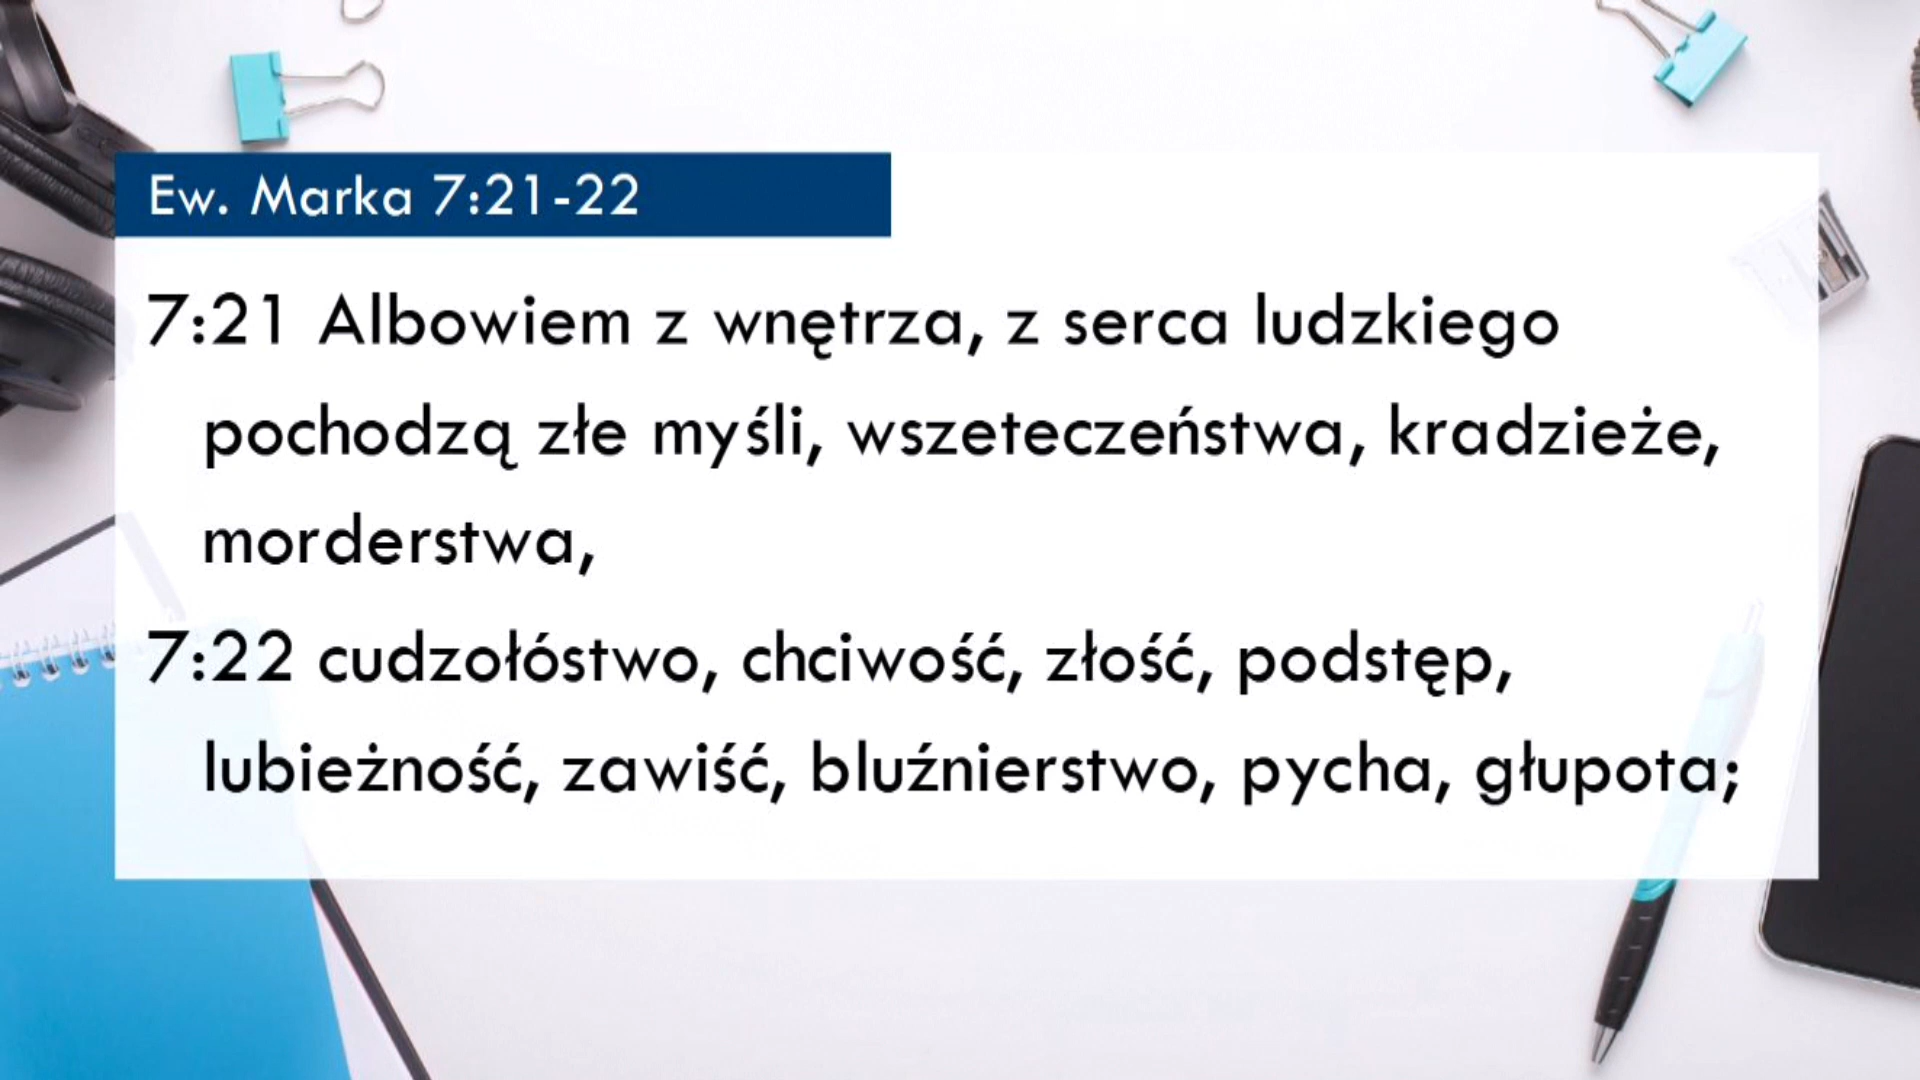 Ew. Marka 7:21-22
7:21 Albowiem z wnętrza, z serca ludzkiego
pochodzą złe myśli, wszeteczeństwa, kradzieże,
morderstwa,
7:22 cudzołóstwo, chciwość, złość, podstęp,
lubieżność, zawiść, bluźnierstwo, pycha, głupota;